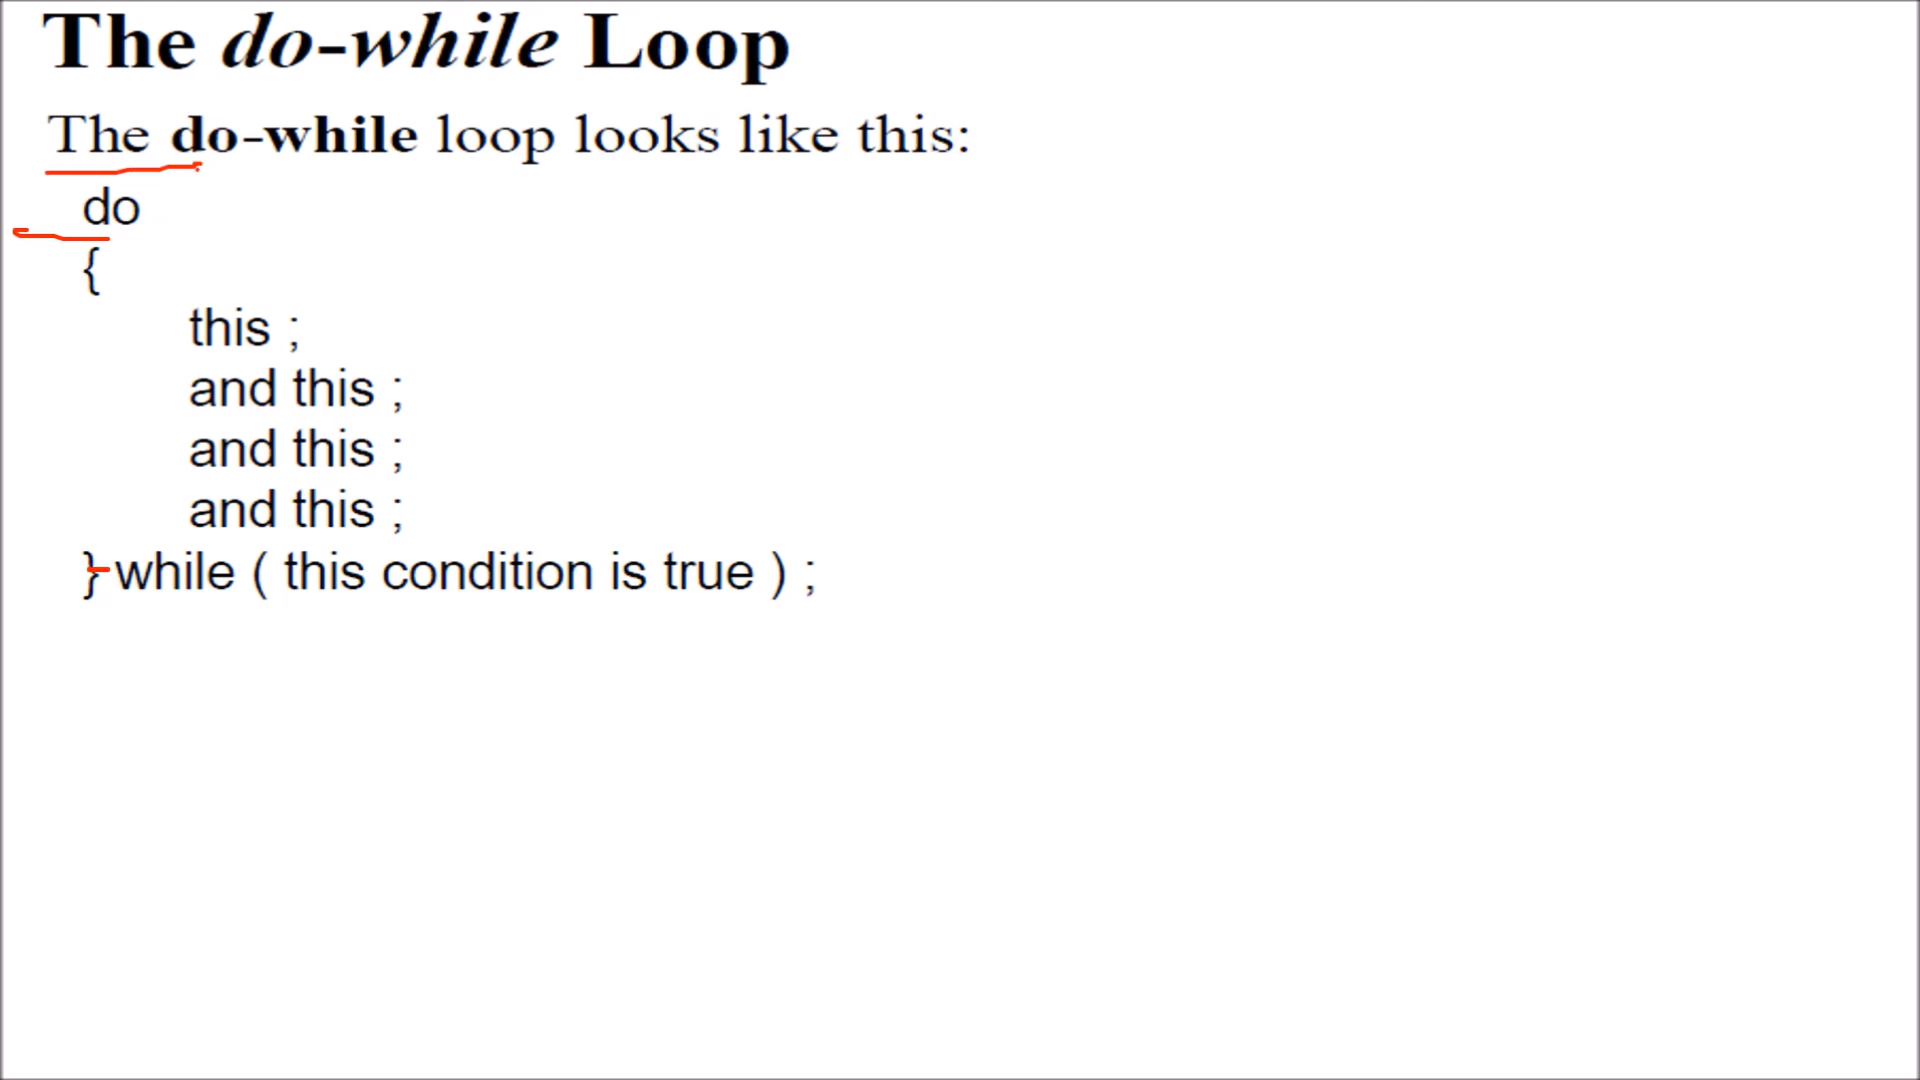 The do-while Loop
The do-while loop looks like this:
do
{
this ;
and this ;
and this ;
and this ;
} while ( this condition is true ) ;